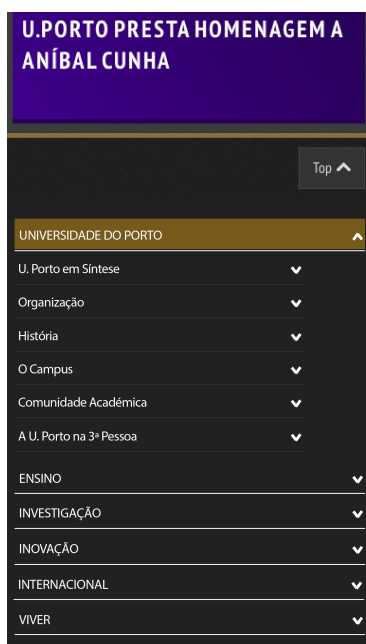 U.PORTO PRESTA HOMENAGEM A
ANÍBAL CUNHA
Top
UNIVERSIDADE DO PORTO
U. Porto em Síntese
Organização
História
O Campus
Comunidade Académica
A U. Porto na 3ª Pessoa
ENSINO
INVESTIGAÇÃO
INOVAÇÃO
INTERNACIONAL
VIVER